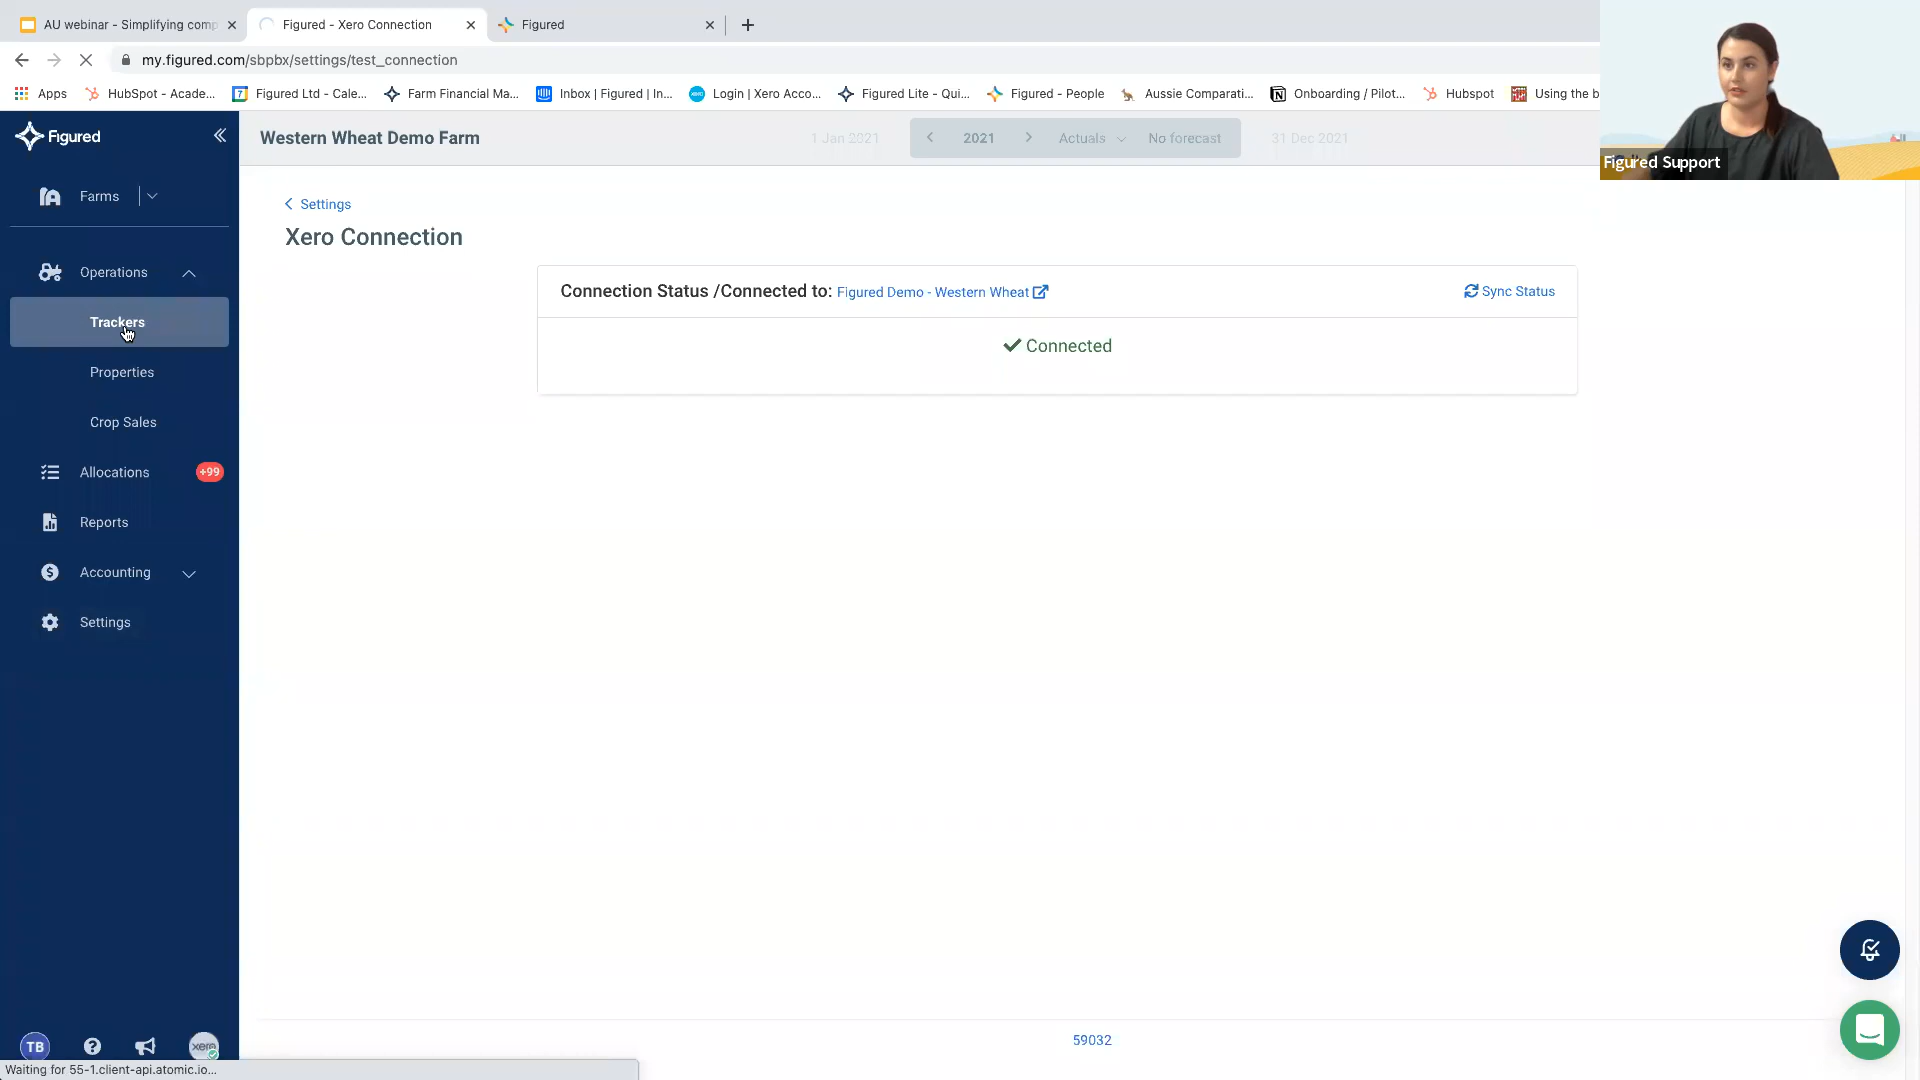 AU webinar - Simplifying comp
Figured - Xero Connection
Figured
my.figured.com/sbpbx/settings/test_connection
Apps
HubSpot - Acade...
Figured Ltd - Cale...
Farm Financial Ma...
Inbox | Figured | In...
Login | Xero Acco...
Figured Lite - Qui...
Figured - People
Aussie Comparati...
Onboarding / Pilot...
Hubspot
Using the b
Figured
Western Wheat Demo Farm
1 Jan 2021
2021
Actuals
No forecast
31 Dec 2021
Figured Support
Farms
Settings
Xero Connection
Operations
Connection Status /Connected to: Figured Demo - Western Wheat
Sync Status
Trackers
Connected
Properties
Crop Sales
Allocations
+99
Reports
Accounting
Settings
TB
xero
59032
Waiting for 55-1.client-api.atomic.io...